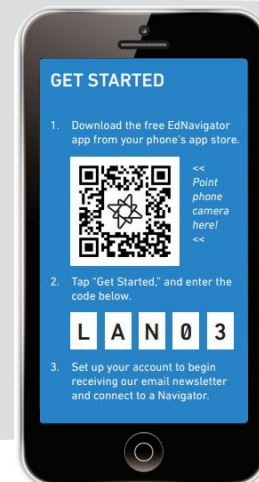 GET STARTED
1. Download the free EdNavigator
app from your phone's app store.
<<
Point
phone
camera
here!
<<
2. Tap "Get Started," and enter the
code below.
L A N 0 3
3. Set up your account to begin
receiving our email newsletter
and connect to a Navigator.